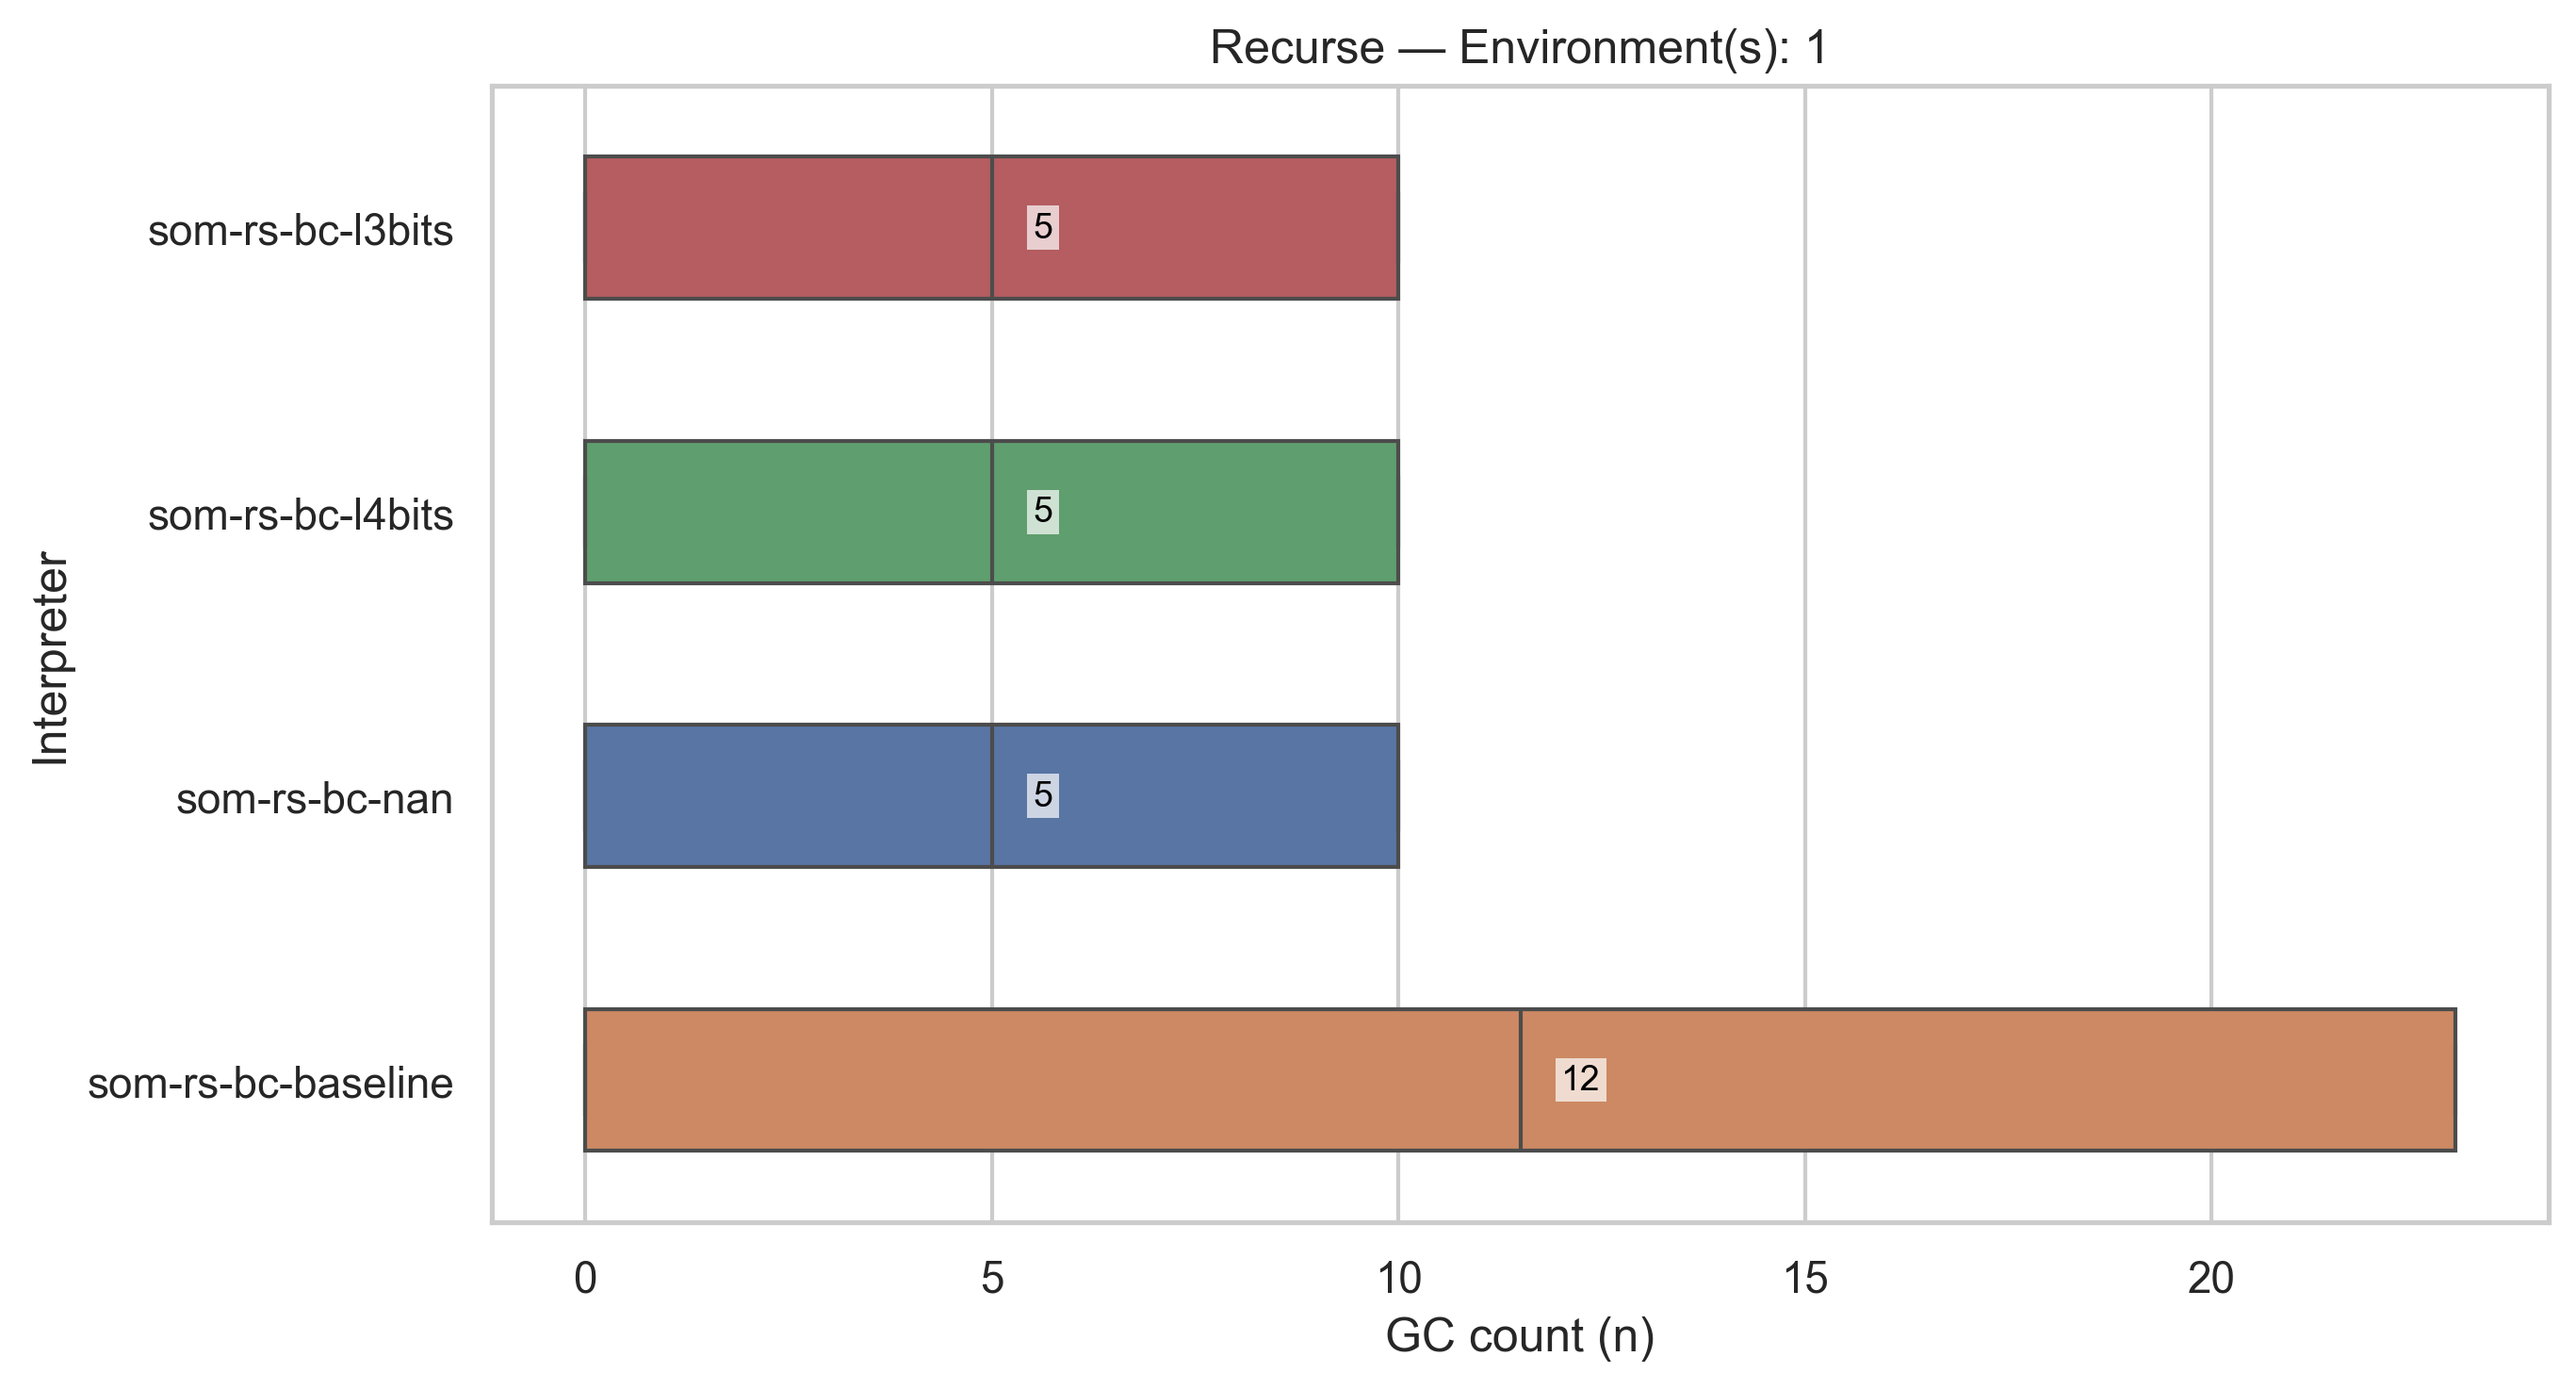 Recurse — Environment(s): 1
som-rs-bc-l3bits
5
som-rs-bc-l4bits
5
Interpreter
som-rs-bc-nan
5
som-rs-bc-baseline
12
0 5 10 15 20
GC count (n)